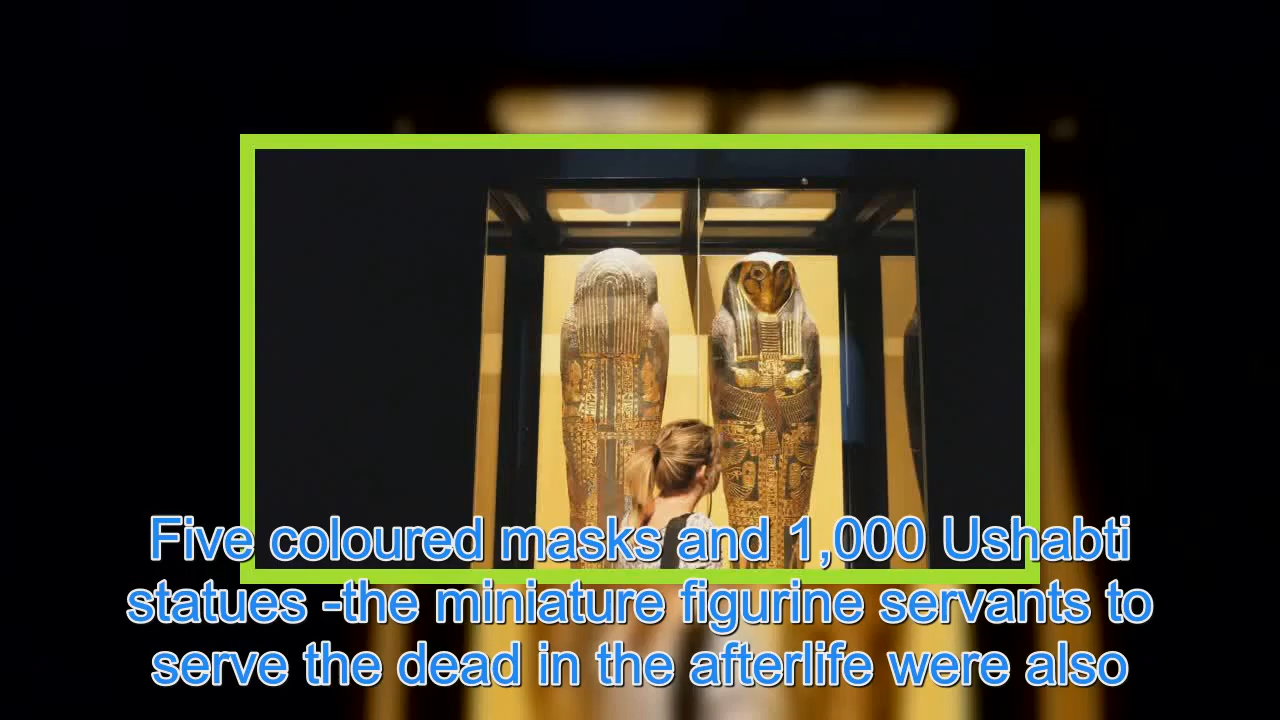 Five coloured masks and 1,000 Ushabti
statues -the miniature figurine servants to
serve the dead in the afterlife were also